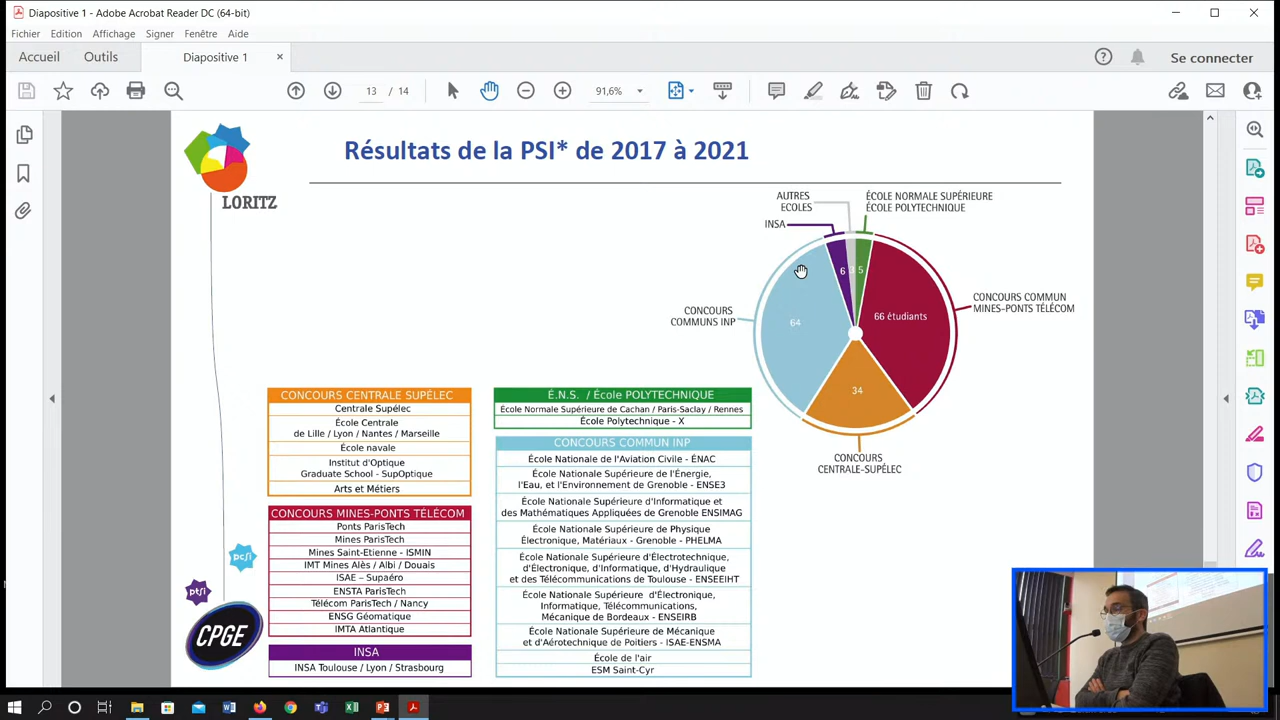 Diapositive 1 - Adobe Acrobat Reader DC (64-bit)
Fichier Edition Affichage Signer Fenêtre Aide
Accueil Outils Diapositive 1 Se connecter
13 / 14 91,6%
Résultats de la PSI* de 2017 à 2021
LORITZ
AUTRES
ECOLES
ÉCOLE NORMALE SUPÉRIEURE
ÉCOLE POLYTECHNIQUE
INSA
6
5
CONCOURS COMMUN
MINES-PONTS TÉLÉCOM
CONCOURS
COMMUNS INP
64
66 étudiants
34
CONCOURS
CENTRALE-SUPÉLEC
CONCOURS CENTRALE SUPÉLEC
Centrale Supélec
École Centrale
de Lille / Lyon / Nantes / Marseille
École navale
Institut d'Optique
Graduate School - SupOptique
Arts et Métiers
CONCOURS MINES-PONTS TÉLÉCOM
Ponts ParisTech
Mines ParisTech
Mines Saint-Etienne - ISMIN
IMT Mines Alès / Albi / Douais
ISAE – Supaéro
ENSTA ParisTech
Télécom ParisTech / Nancy
ENSG Géomatique
IMTA Atlantique
INSA
INSA Toulouse / Lyon / Strasbourg
É.N.S. / École POLYTECHNIQUE
École Normale Supérieure de Cachan / Paris-Saclay / Rennes
École Polytechnique - X
CONCOURS COMMUN INP
École Nationale de l'Aviation Civile - ÉNAC
École Nationale Supérieure de l'Énergie,
l'Eau, et l'Environnement de Grenoble - ENSE3
École Nationale Supérieure d'Informatique et
des Mathématiques Appliquées de Grenoble ENSIMAG
École Nationale Supérieure de Physique
Électronique, Matériaux - Grenoble - PHELMA
École Nationale Supérieure d'Électrotechnique,
d'Électronique, d'Informatique, d'Hydraulique
et des Télécommunications de Toulouse - ENSEEIHT
École Nationale Supérieure d'Électronique,
Informatique, Télécommunications,
Mécanique de Bordeaux - ENSEIRB
École Nationale Supérieure de Mécanique
et d'Aérotechnique de Poitiers - ISAE-ENSMA
École de l'air
ESM Saint-Cyr
pcsi
ptsi
CPGE